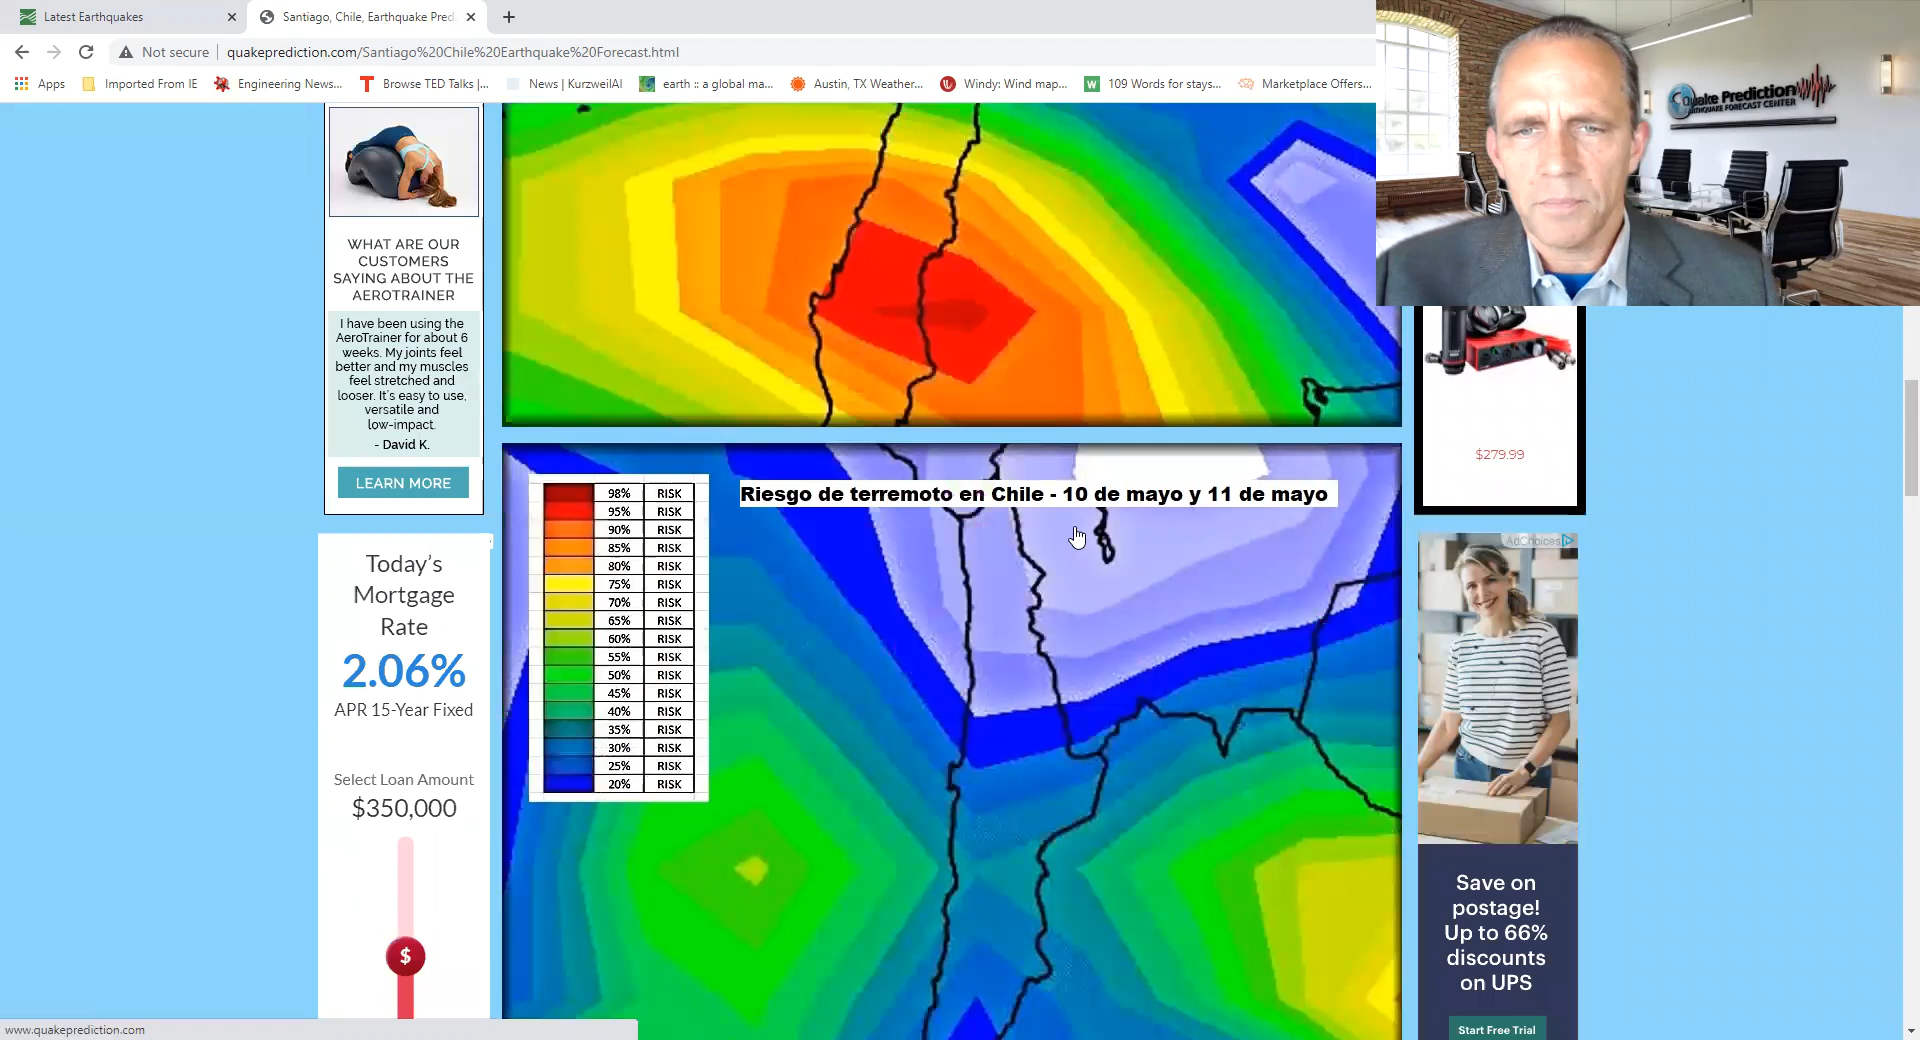 Latest Earthquakes
Santiago, Chile, Earthquake Pred
Not secure
quakeprediction.com/Santiago%20Chile%20Earthquake%20Forecast.html
Apps
Imported From IE
Engineering News...
Browse TED Talks |...
News | KurzweilAI
earth :: a global ma...
Austin, TX Weather...
Windy: Wind map...
109 Words for stays...
Marketplace Offers...
Quake Prediction
EARTHQUAKE FORECAST CENTER
WHAT ARE OUR
CUSTOMERS
SAYING ABOUT THE
AEROTRAINER
I have been using the
AeroTrainer for about 6
weeks. My joints feel
better and my muscles
feel stretched and
looser. It's easy to use,
versatile and
low-impact.
- David K.
LEARN MORE
Today's
Mortgage
Rate
2.06%
APR 15-Year Fixed
Select Loan Amount
$350,000
$
98% RISK
95% RISK
90% RISK
85% RISK
80% RISK
75% RISK
70% RISK
65% RISK
60% RISK
55% RISK
50% RISK
45% RISK
40% RISK
35% RISK
30% RISK
25% RISK
20% RISK
Riesgo de terremoto en Chile - 10 de mayo y 11 de mayo
$279.99
AdChoices
Save on
postage!
Up to 66%
discounts
on UPS
Start Free Trial
www.quakeprediction.com